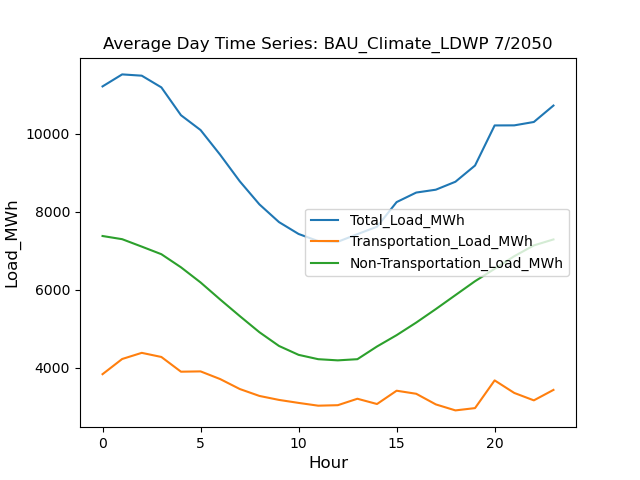 Average Day Time Series: BAU_Climate_LDWP 7/2050
Load_MWh
10000
8000
6000
4000
Total_Load_MWh
Transportation_Load_MWh
Non-Transportation_Load_MWh
0 5 10 15 20
Hour